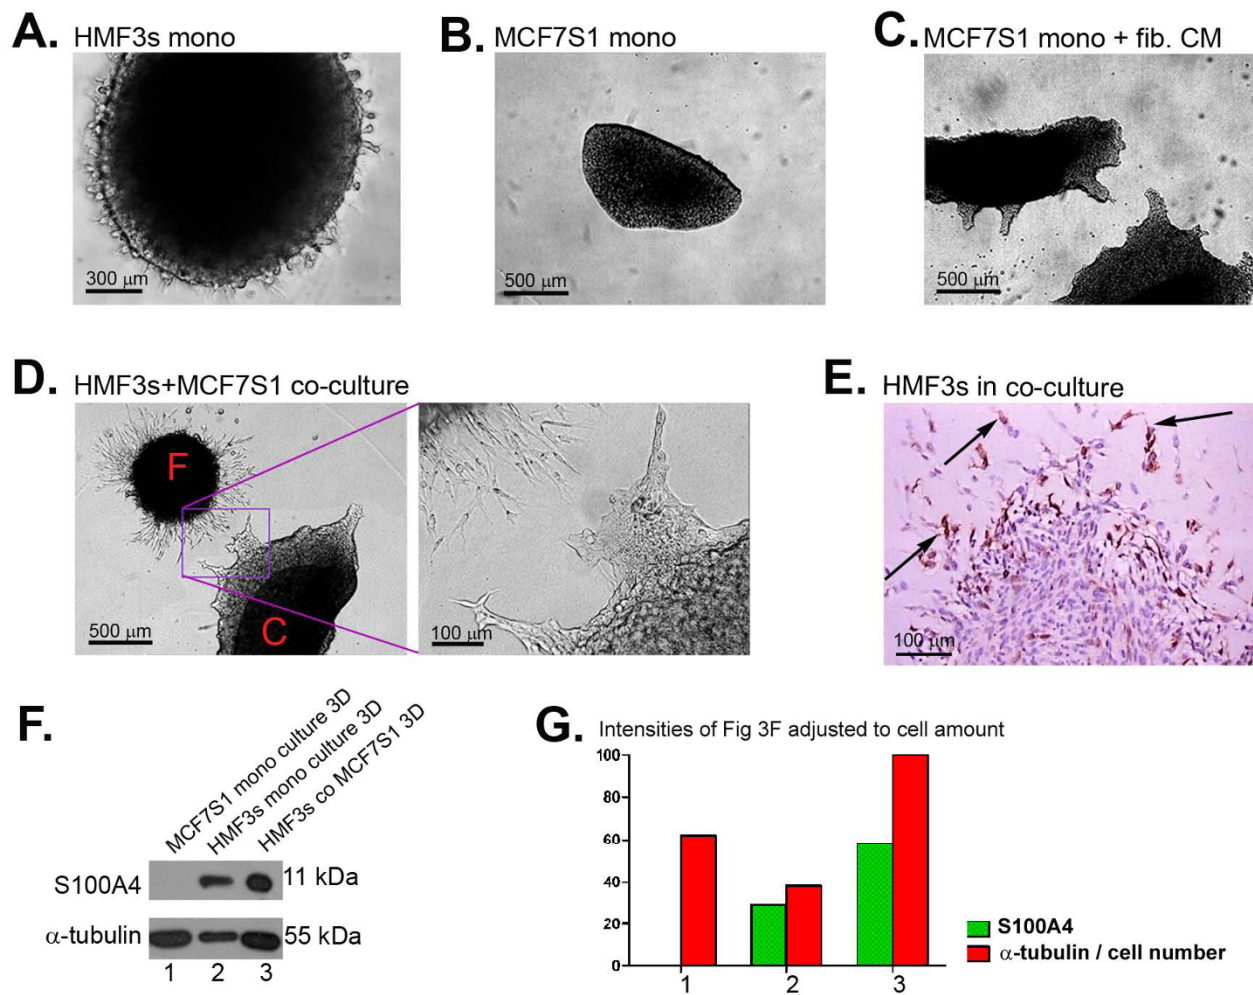 A. HMF3s mono
B. MCF7S1 mono
C. MCF7S1 mono + fib. CM
300 μm
500 μm
500 μm
D. HMF3s+MCF7S1 co-culture
E. HMF3s in co-culture
F
C
500 μm
100 μm
100 μm
F.
MCF7S1 mono culture 3D
HMF3s mono culture 3D
HMF3s co MCF7S1 3D
S100A4
11 kDa
α-tubulin
55 kDa
1 2 3
G. Intensities of Fig 3F adjusted to cell amount
100
80
60
40
20
0
1 2 3
S100A4
α-tubulin / cell number